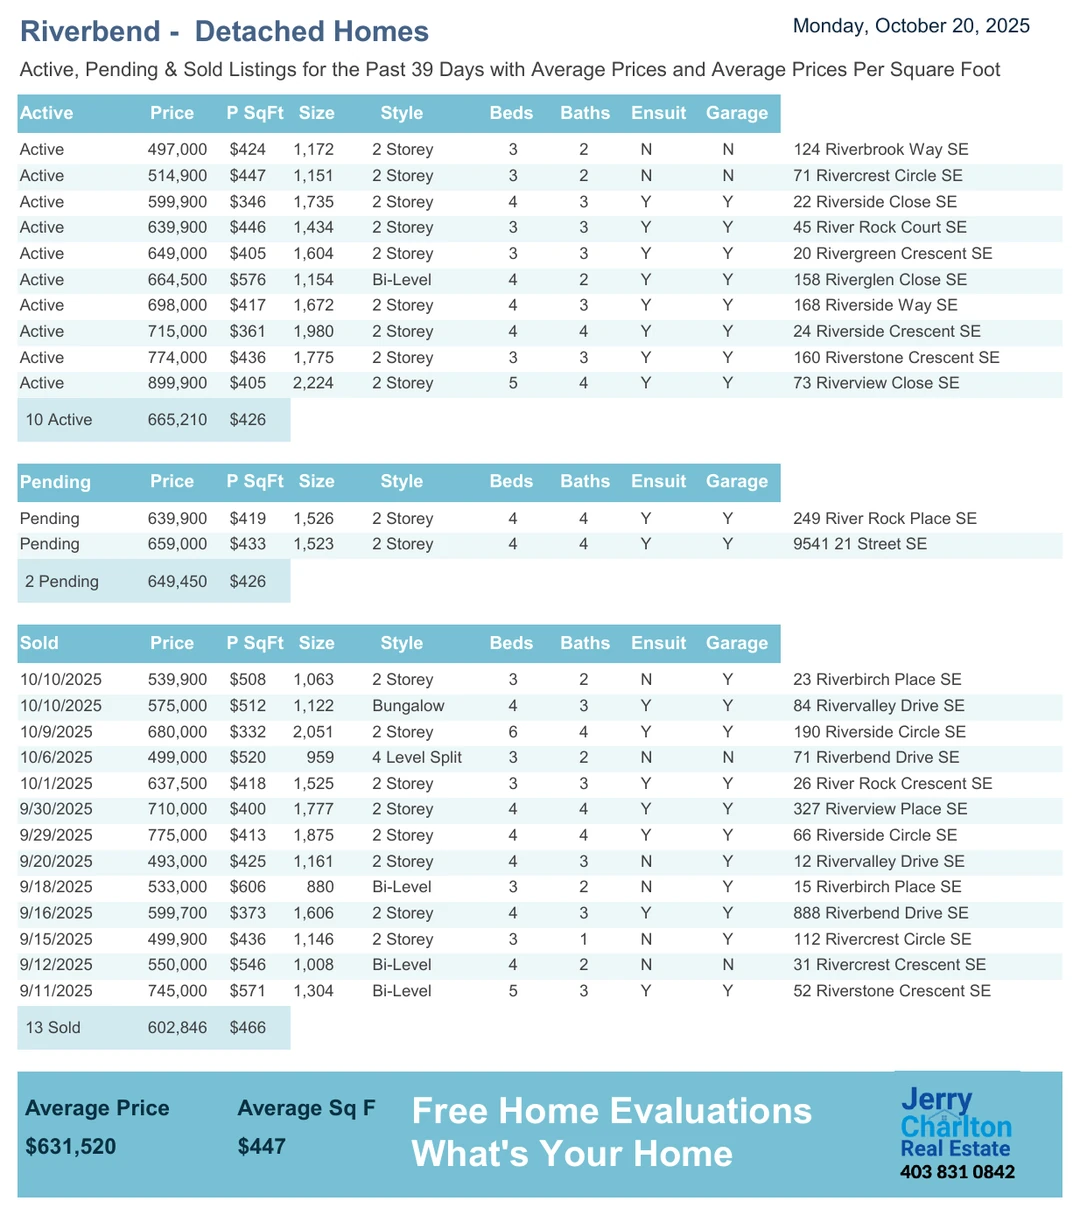 Riverbend -  Detached Homes
Monday, October 20, 2025
Active, Pending & Sold Listings for the Past 39 Days with Average Prices and Average Prices Per Square Foot
Active Price P SqFt Size Style Beds Baths Ensuit Garage
Active 497,000 $424 1,172 2 Storey 3 2 N N 124 Riverbrook Way SE
Active 514,900 $447 1,151 2 Storey 3 2 N N 71 Rivercrest Circle SE
Active 599,900 $346 1,735 2 Storey 4 3 Y Y 22 Riverside Close SE
Active 639,900 $446 1,434 2 Storey 3 3 Y Y 45 River Rock Court SE
Active 649,000 $405 1,604 2 Storey 3 3 Y Y 20 Rivergreen Crescent SE
Active 664,500 $576 1,154 Bi-Level 4 2 Y Y 158 Riverglen Close SE
Active 698,000 $417 1,672 2 Storey 4 3 Y Y 168 Riverside Way SE
Active 715,000 $361 1,980 2 Storey 4 4 Y Y 24 Riverside Crescent SE
Active 774,000 $436 1,775 2 Storey 3 3 Y Y 160 Riverstone Crescent SE
Active 899,900 $405 2,224 2 Storey 5 4 Y Y 73 Riverview Close SE
10 Active 665,210 $426
Pending Price P SqFt Size Style Beds Baths Ensuit Garage
Pending 639,900 $419 1,526 2 Storey 4 4 Y Y 249 River Rock Place SE
Pending 659,000 $433 1,523 2 Storey 4 4 Y Y 9541 21 Street SE
2 Pending 649,450 $426
Sold Price P SqFt Size Style Beds Baths Ensuit Garage
10/10/2025 539,900 $508 1,063 2 Storey 3 2 N Y 23 Riverbirch Place SE
10/10/2025 575,000 $512 1,122 Bungalow 4 3 Y Y 84 Rivervalley Drive SE
10/9/2025 680,000 $332 2,051 2 Storey 6 4 Y Y 190 Riverside Circle SE
10/6/2025 499,000 $520 959 4 Level Split 3 2 N N 71 Riverbend Drive SE
10/1/2025 637,500 $418 1,525 2 Storey 3 3 Y Y 26 River Rock Crescent SE
9/30/2025 710,000 $400 1,777 2 Storey 4 4 Y Y 327 Riverview Place SE
9/29/2025 775,000 $413 1,875 2 Storey 4 4 Y Y 66 Riverside Circle SE
9/20/2025 493,000 $425 1,161 2 Storey 4 3 N Y 12 Rivervalley Drive SE
9/18/2025 533,000 $606 880 Bi-Level 3 2 N Y 15 Riverbirch Place SE
9/16/2025 599,700 $373 1,606 2 Storey 4 3 Y Y 888 Riverbend Drive SE
9/15/2025 499,900 $436 1,146 2 Storey 3 1 N Y 112 Rivercrest Circle SE
9/12/2025 550,000 $546 1,008 Bi-Level 4 2 N N 31 Rivercrest Crescent SE
9/11/2025 745,000 $571 1,304 Bi-Level 5 3 Y Y 52 Riverstone Crescent SE
13 Sold 602,846 $466
Average Price Average Sq F
$631,520 $447
Free Home Evaluations
What's Your Home
Jerry
Charlton
Real Estate
403 831 0842